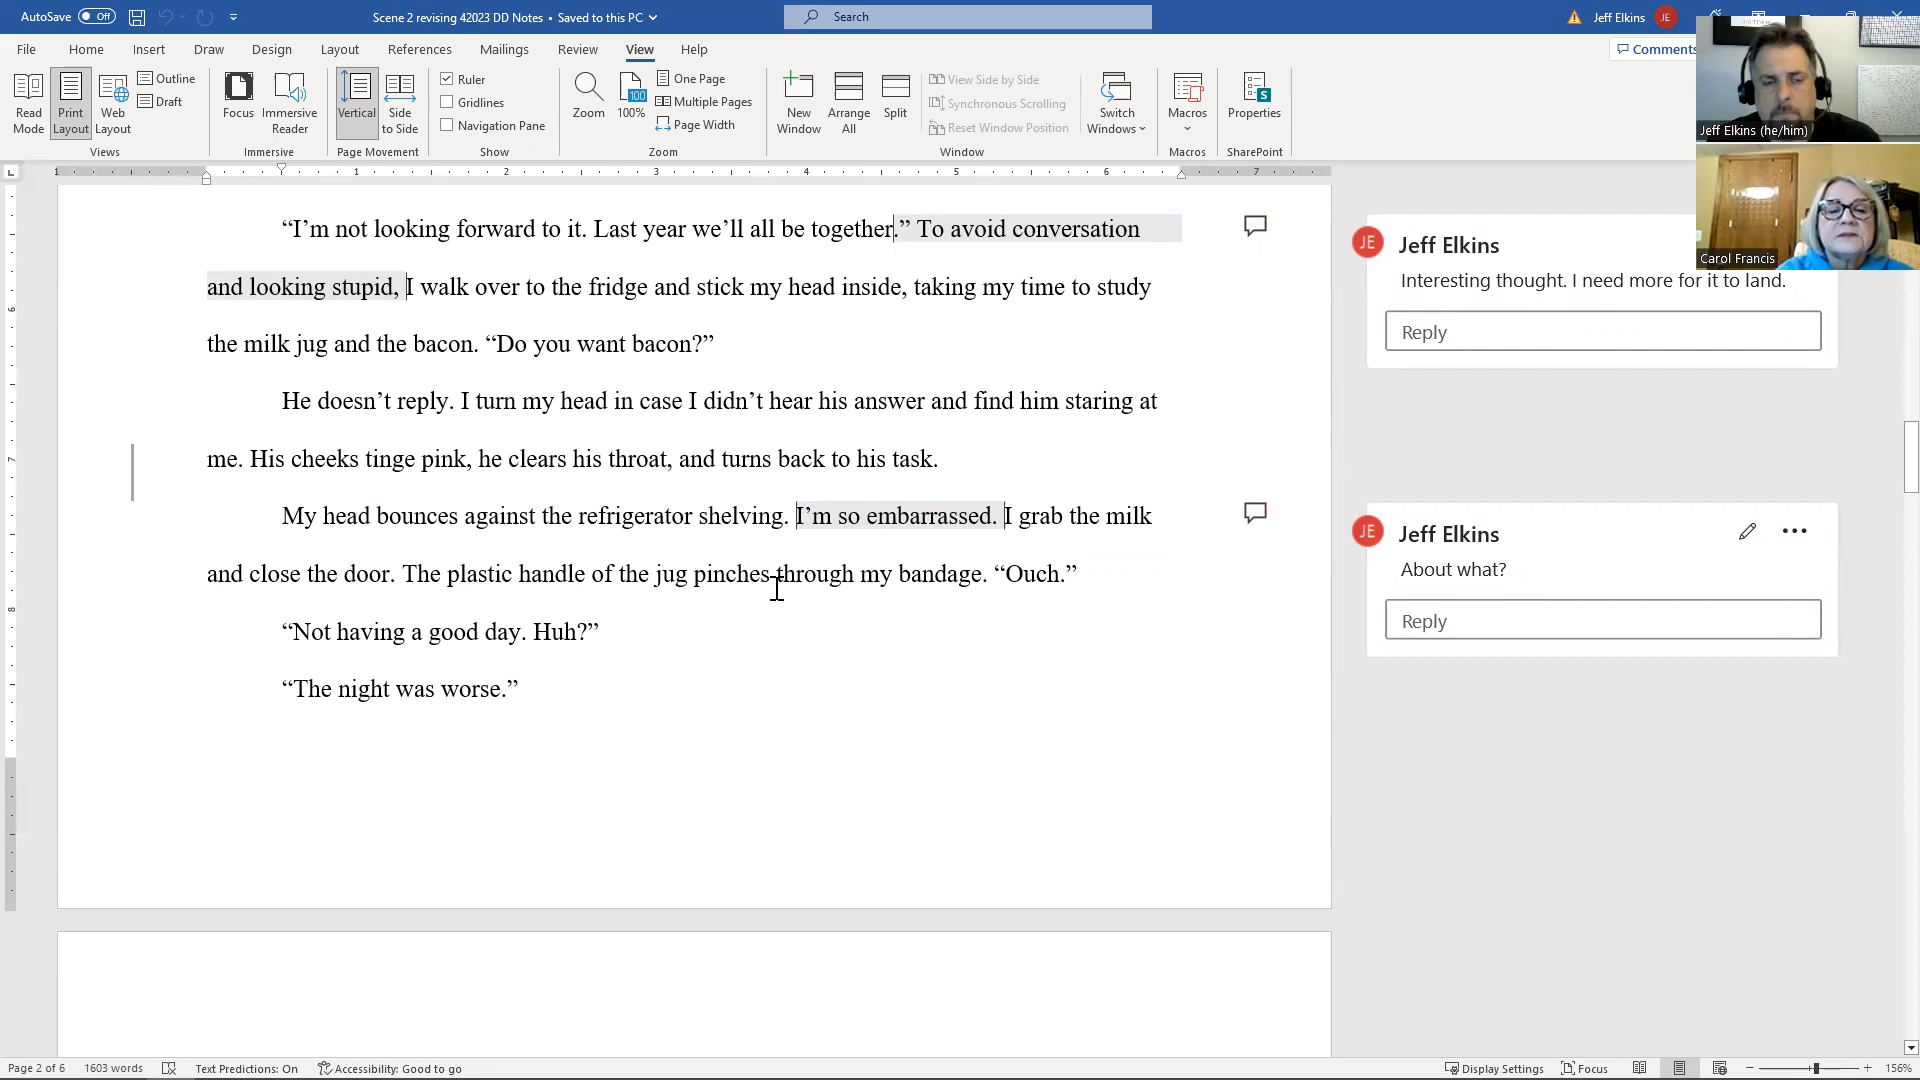 AutoSave Off Scene 2 revising 42023 DD Notes • Saved to this PC Search Jeff Elkins JE
File Home Insert Draw Design Layout References Mailings Review View Help Comments
Read Mode
Print Layout
Web Layout
Outline
Draft
Views
Focus
Immersive Reader
Immersive
Vertical
Side to Side
Page Movement
Ruler
Gridlines
Navigation Pane
Show
Zoom
100
100%
One Page
Multiple Pages
Page Width
Zoom
New Window
Arrange All
Split
View Side by Side
Synchronous Scrolling
Reset Window Position
Switch Windows
Window
Macros
Macros
Properties
SharePoint
Jeff Elkins (he/him)
Carol Francis
1 1 2 3 4 5 6 7
“I’m not looking forward to it. Last year we’ll all be together.” To avoid conversation
and looking stupid, I walk over to the fridge and stick my head inside, taking my time to study
the milk jug and the bacon. “Do you want bacon?”
He doesn’t reply. I turn my head in case I didn’t hear his answer and find him staring at
me. His cheeks tinge pink, he clears his throat, and turns back to his task.
My head bounces against the refrigerator shelving. I’m so embarrassed. I grab the milk
and close the door. The plastic handle of the jug pinches through my bandage. “Ouch.”
“Not having a good day. Huh?”
“The night was worse.”
JE Jeff Elkins
Interesting thought. I need more for it to land.
Reply
JE Jeff Elkins
About what?
Reply
6
7
8
Page 2 of 6 1603 words Text Predictions: On Accessibility: Good to go Display Settings Focus 156%